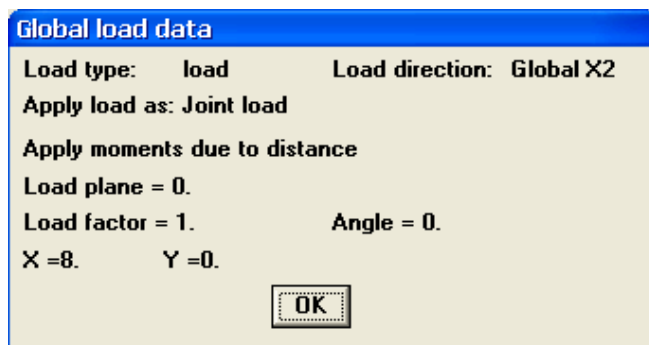 Global load data
Load type: load Load direction: Global X2
Apply load as: Joint load
Apply moments due to distance
Load plane = 0.
Load factor = 1. Angle = 0.
X =8. Y =0.
OK